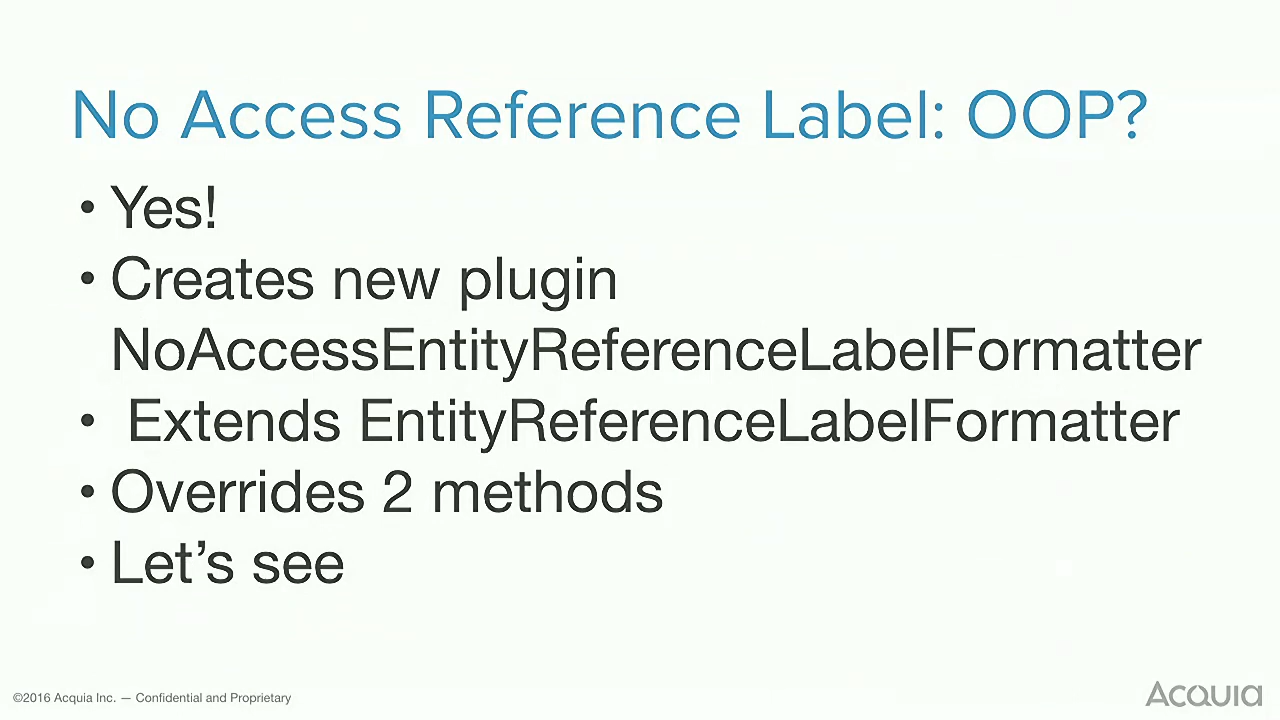 No Access Reference Label: OOP?
• Yes!
• Creates new plugin
NoAccessEntityReferenceLabelFormatter
• Extends EntityReferenceLabelFormatter
• Overrides 2 methods
• Let’s see
©2016 Acquia Inc. — Confidential and Proprietary
Acquia